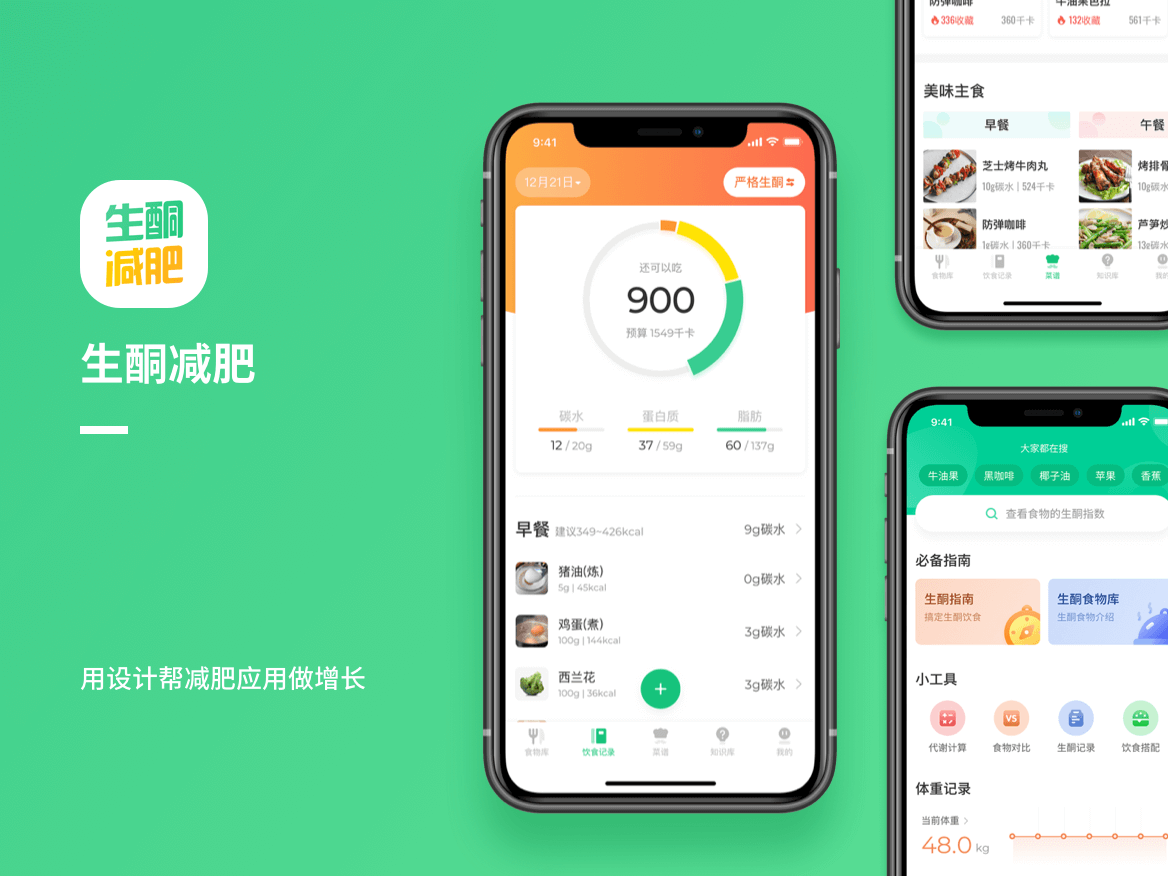 生酮
减肥
生酮减肥
用设计帮减肥应用做增长
9:41
12月21日
严格生酮
还可以吃
900
预算 1549千卡
碳水
蛋白质
脂肪
12 / 20g
37 / 59g
60 / 137g
早餐 建议349~426kcal
9g碳水
猪油(炼)
5g | 45kcal
0g碳水
鸡蛋(煮)
100g | 144kcal
3g碳水
西兰花
100g | 36kcal
3g碳水
食物库
饮食记录
菜谱
知识库
我的
防弹咖啡
牛油果色拉
336收藏
360千卡
132收藏
561千卡
美味主食
早餐
午餐
芝士烤牛肉丸
10g碳水 | 524千卡
烤排骨
10g碳水
防弹咖啡
1g碳水 | 360千卡
芦笋炒
13g碳水
食物库
饮食记录
菜谱
知识库
我的
9:41
大家都在搜
牛油果
黑咖啡
椰子油
苹果
香蕉
查看食物的生酮指数
必备指南
生酮指南
搞定生酮饮食
生酮食物库
生酮食物介绍
小工具
VS
代谢计算
食物对比
生酮记录
饮食搭配
体重记录
当前体重
48.0 kg